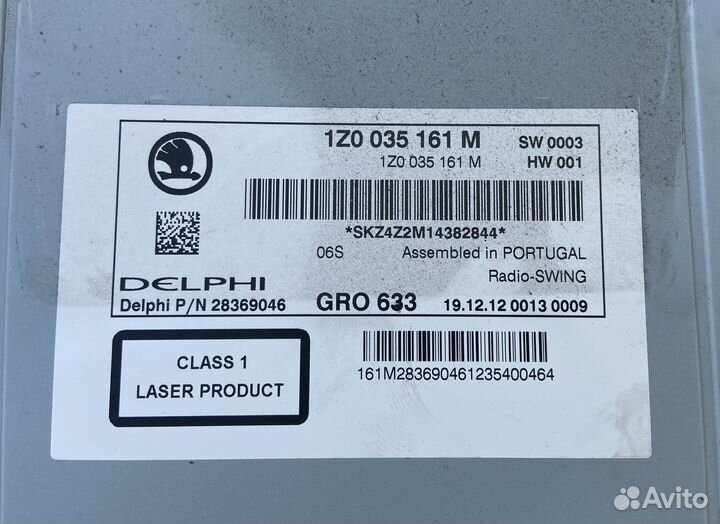 1Z0 035 161 M SW 0003
1Z0 035 161 M HW 001
*SKZ4Z2M14382844*
06S Assembled in PORTUGAL
Radio-SWING
DELPHI
Delphi P/N 28369046 GRO 633 19.12.12 0013 0009
CLASS 1
LASER PRODUCT
161M283690461235400464
Avito